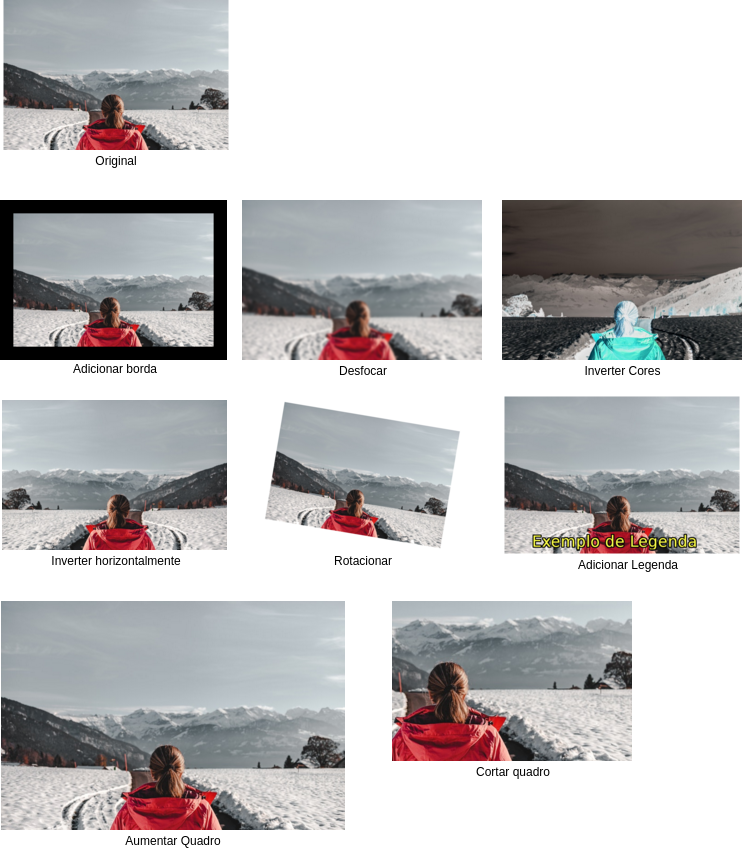 Original
Adicionar borda
Desfocar
Inverter Cores
Inverter horizontalmente
Rotacionar
Exemplo de Legenda
Adicionar Legenda
Aumentar Quadro
Cortar quadro